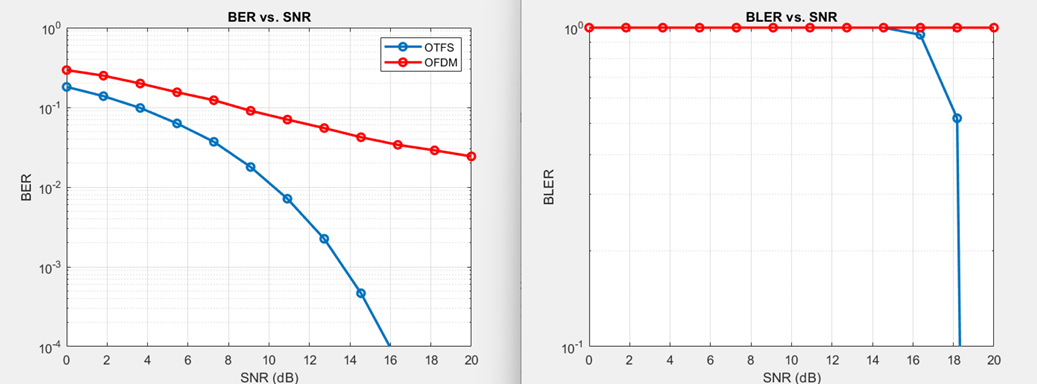 BER vs. SNR
OTFS
OFDM
10^0
10^-1
10^-2
10^-3
10^-4
BER
0 2 4 6 8 10 12 14 16 18 20
SNR (dB)
BLER vs. SNR
10^0
10^-1
BLER
0 2 4 6 8 10 12 14 16 18 20
SNR (dB)